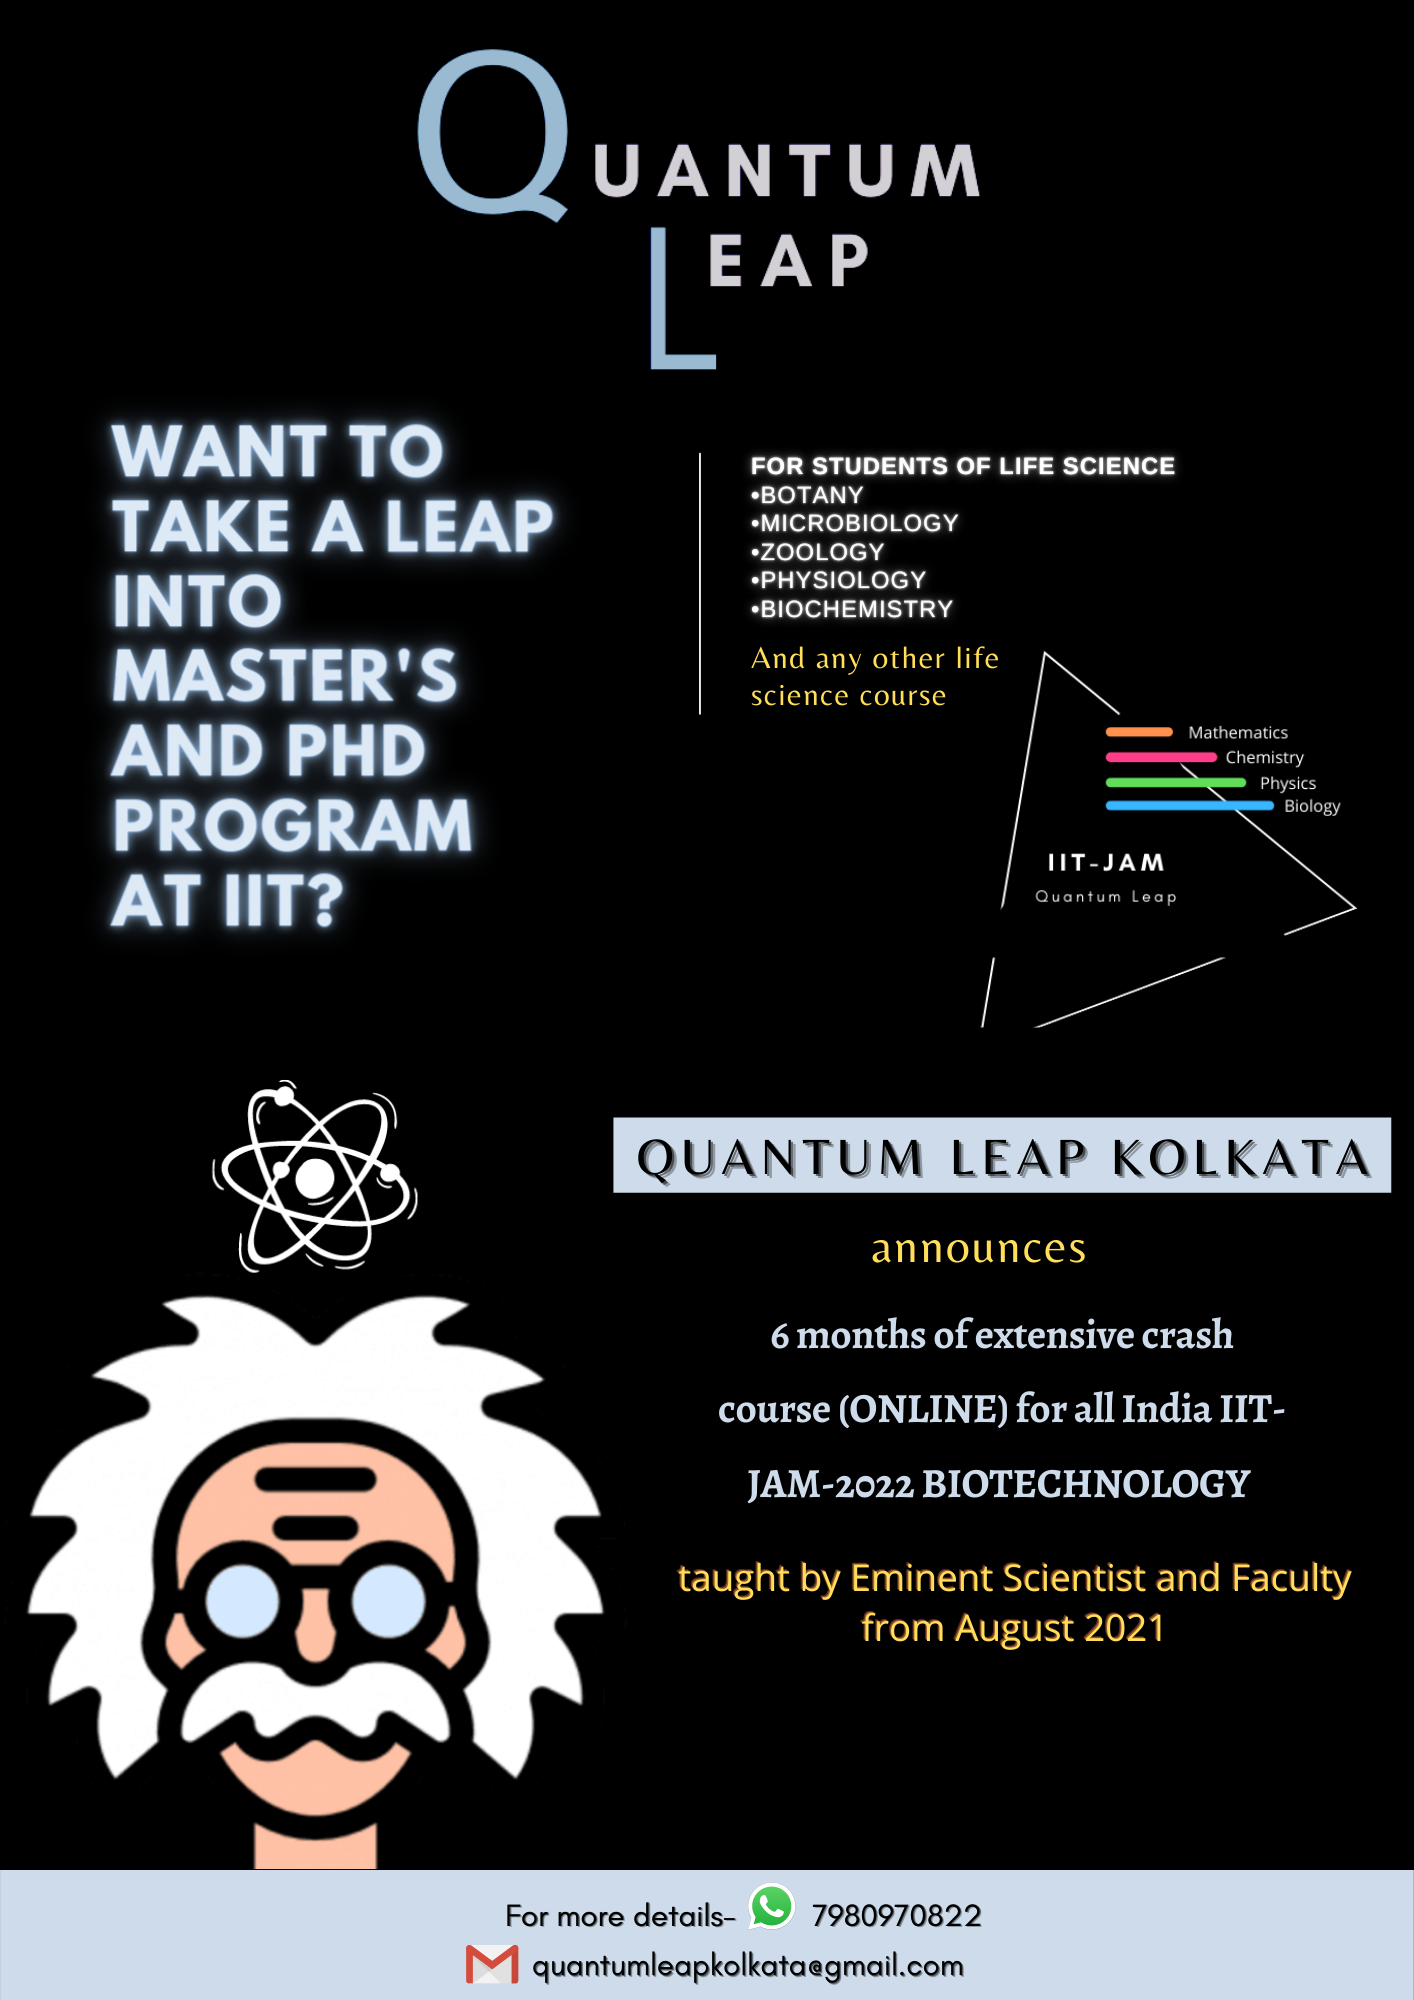 QUANTUM
LEAP
WANT TO
TAKE A LEAP
INTO
MASTER'S
AND PHD
PROGRAM
AT IIT?
FOR STUDENTS OF LIFE SCIENCE
•BOTANY
•MICROBIOLOGY
•ZOOLOGY
•PHYSIOLOGY
•BIOCHEMISTRY
And any other life
science course
Mathematics
Chemistry
Physics
Biology
IIT-JAM
Quantum Leap
QUANTUM LEAP KOLKATA
announces
6 months of extensive crash
course (ONLINE) for all India IIT-
JAM-2022 BIOTECHNOLOGY
taught by Eminent Scientist and Faculty
from August 2021
For more details- 7980970822
quantumleapkolkata@gmail.com